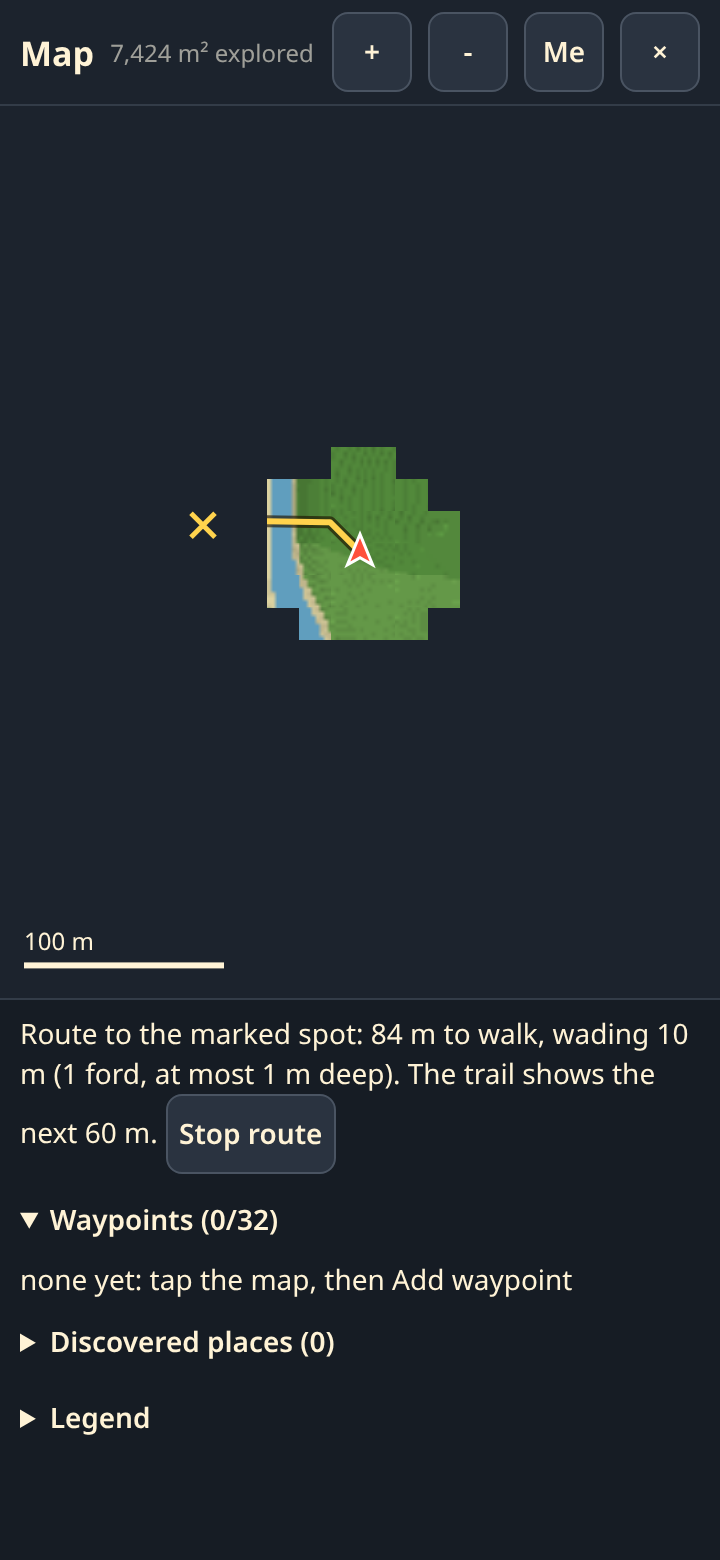 Map 7,424 m² explored + - Me ×
100 m
Route to the marked spot: 84 m to walk, wading 10
m (1 ford, at most 1 m deep). The trail shows the
next 60 m. Stop route
▼ Waypoints (0/32)
none yet: tap the map, then Add waypoint
▶ Discovered places (0)
▶ Legend